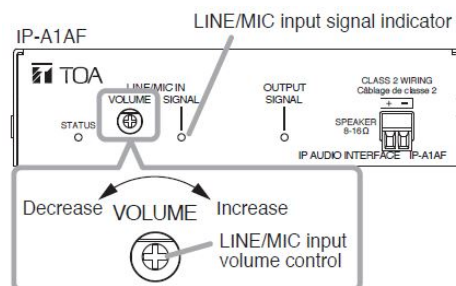 LINE/MIC input signal indicator
IP-A1AF
TOA
LINE/MIC IN
VOLUME SIGNAL
STATUS
OUTPUT
SIGNAL
CLASS 2 WIRING
Câblage de classe 2
+ -
SPEAKER
8-16Ω
IP AUDIO INTERFACE IP-A1AF
Decrease VOLUME Increase
LINE/MIC input
volume control